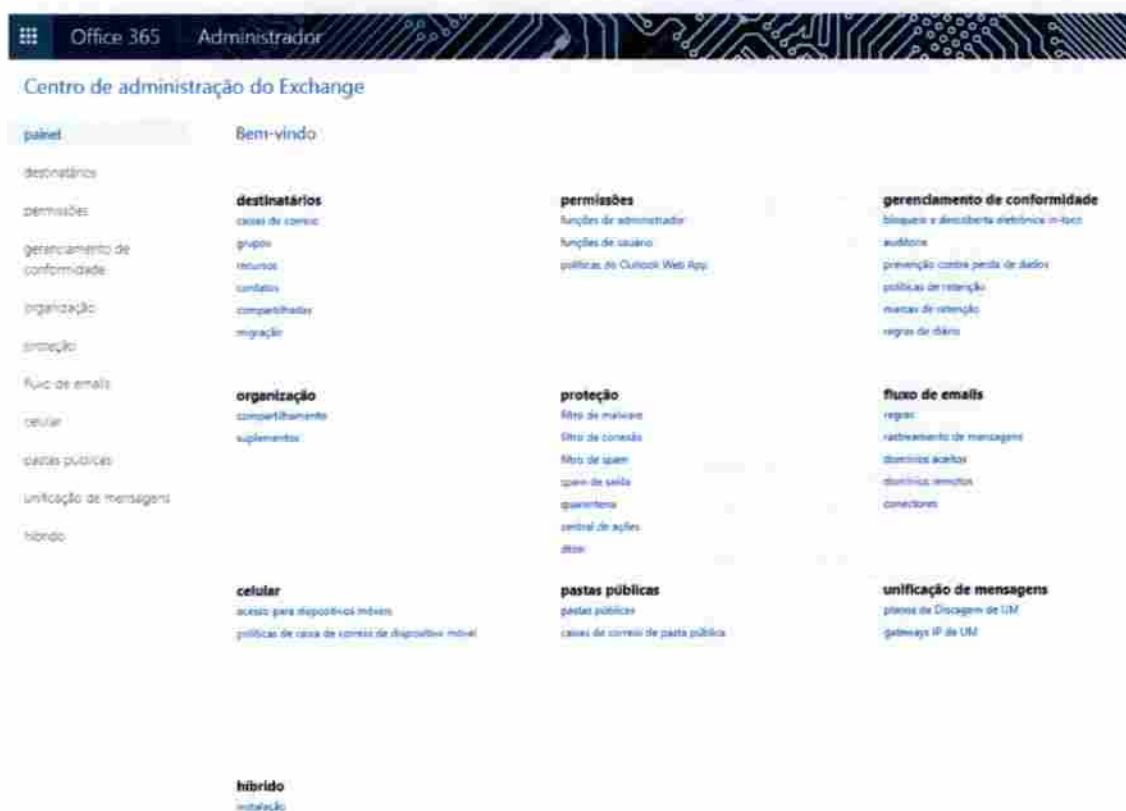 Office 365 Administrador
Centro de administração do Exchange
painel
destinatários
permissões
gerenciamento de
conformidade
organização
proteção
fluxo de emails
celular
pastas públicas
unificação de mensagens
híbrido
Bem-vindo
destinatários
caixas de correio
grupos
recursos
contatos
compartilhadas
migração
permissões
funções de administrador
funções de usuário
políticas do Outlook Web App
gerenciamento de conformidade
bloqueio e descoberta eletrônica in-loco
auditoria
prevenção contra perda de dados
políticas de retenção
marcas de retenção
regras de diário
organização
compartilhamento
suplementos
proteção
filtro de malware
filtro de conexão
filtro de spam
spam de saída
quarentena
central de ações
dkim
fluxo de emails
regras
rastreamento de mensagens
domínios aceitos
domínios remotos
conectores
celular
acesso para dispositivos móveis
políticas de caixa de correio de dispositivo móvel
pastas públicas
pastas públicas
caixas de correio de pasta pública
unificação de mensagens
planos de Discagem de UM
gateways IP de UM
híbrido
instalação